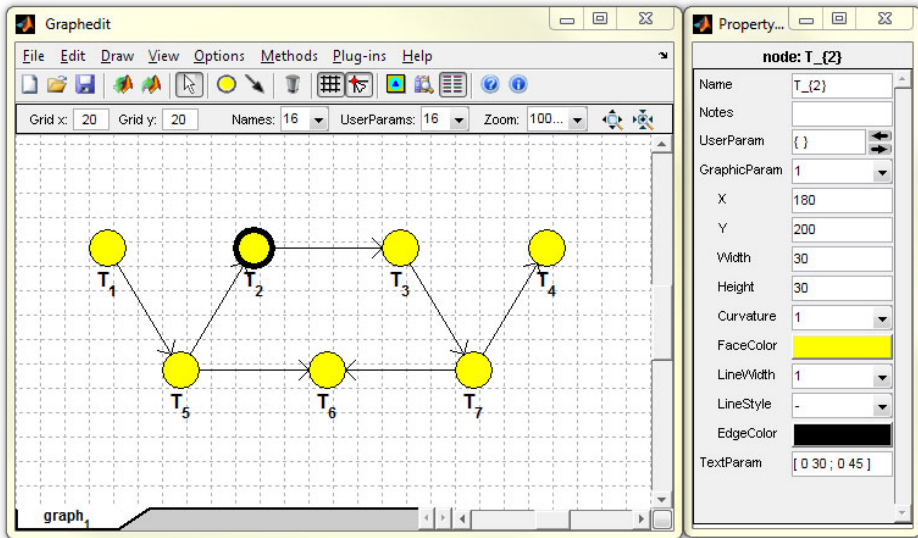 Graphedit
File Edit Draw View Options Methods Plug-ins Help
Grid x: 20 Grid y: 20 Names: 16 UserParams: 16 Zoom: 100...
T1
T2
T3
T4
T5
T6
T7
graph1
Property...
node: T_{2}
Name T_{2}
Notes
UserParam { }
GraphicParam 1
X 180
Y 200
Width 30
Height 30
Curvature 1
FaceColor
LineWidth 1
LineStyle -
EdgeColor
TextParam [ 0 30 ; 0 45 ]